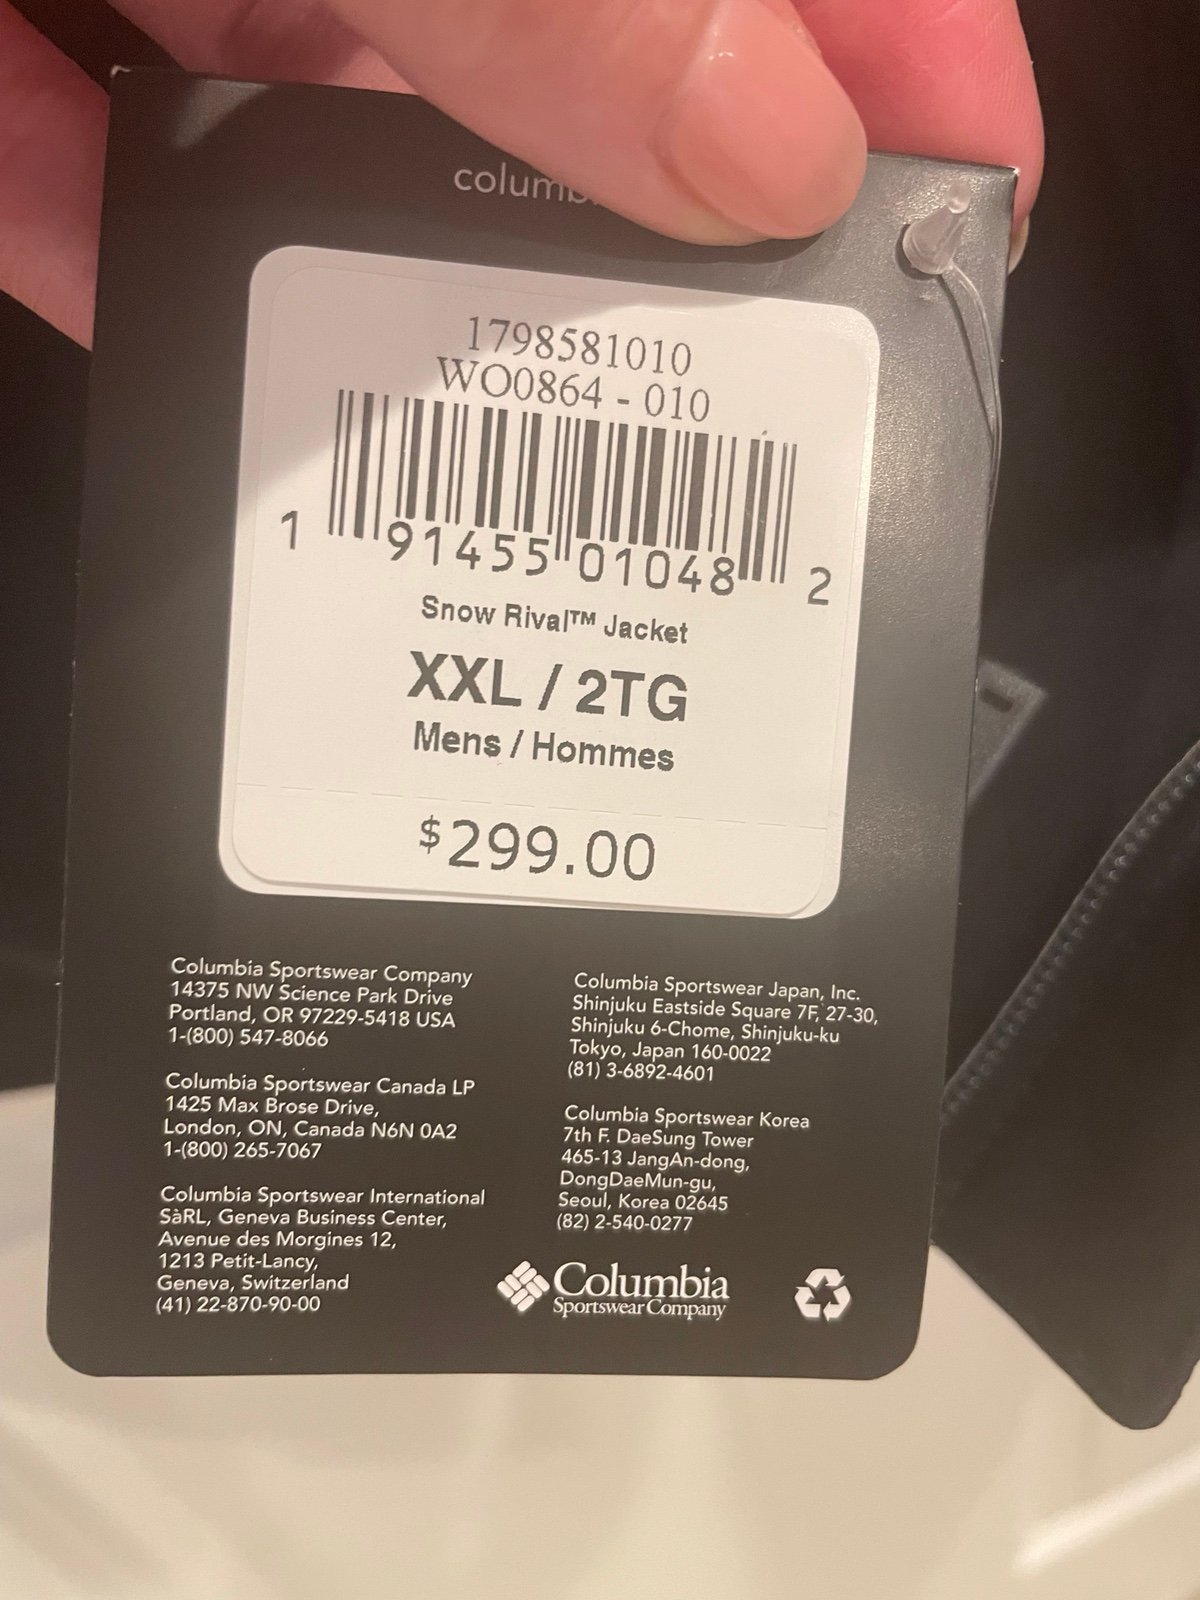 1798581010
WO0864 - 010
1 91455 01048 2
Snow Rival™ Jacket
XXL / 2TG
Mens / Hommes
$299.00
Columbia Sportswear Company
14375 NW Science Park Drive
Portland, OR 97229-5418 USA
1-(800) 547-8066
Columbia Sportswear Canada LP
1425 Max Brose Drive,
London, ON, Canada N6N 0A2
1-(800) 265-7067
Columbia Sportswear International
SàRL, Geneva Business Center,
Avenue des Morgines 12,
1213 Petit-Lancy,
Geneva, Switzerland
(41) 22-870-90-00
Columbia Sportswear Japan, Inc.
Shinjuku Eastside Square 7F, 27-30,
Shinjuku 6-Chome, Shinjuku-ku
Tokyo, Japan 160-0022
(81) 3-6892-4601
Columbia Sportswear Korea
7th F. DaeSung Tower
465-13 JangAn-dong,
DongDaeMun-gu,
Seoul, Korea 02645
(82) 2-540-0277
Columbia
Sportswear Company